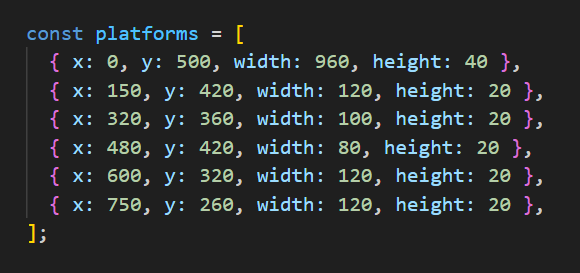 const platforms = [
  { x: 0, y: 500, width: 960, height: 40 },
  { x: 150, y: 420, width: 120, height: 20 },
  { x: 320, y: 360, width: 100, height: 20 },
  { x: 480, y: 420, width: 80, height: 20 },
  { x: 600, y: 320, width: 120, height: 20 },
  { x: 750, y: 260, width: 120, height: 20 },
];